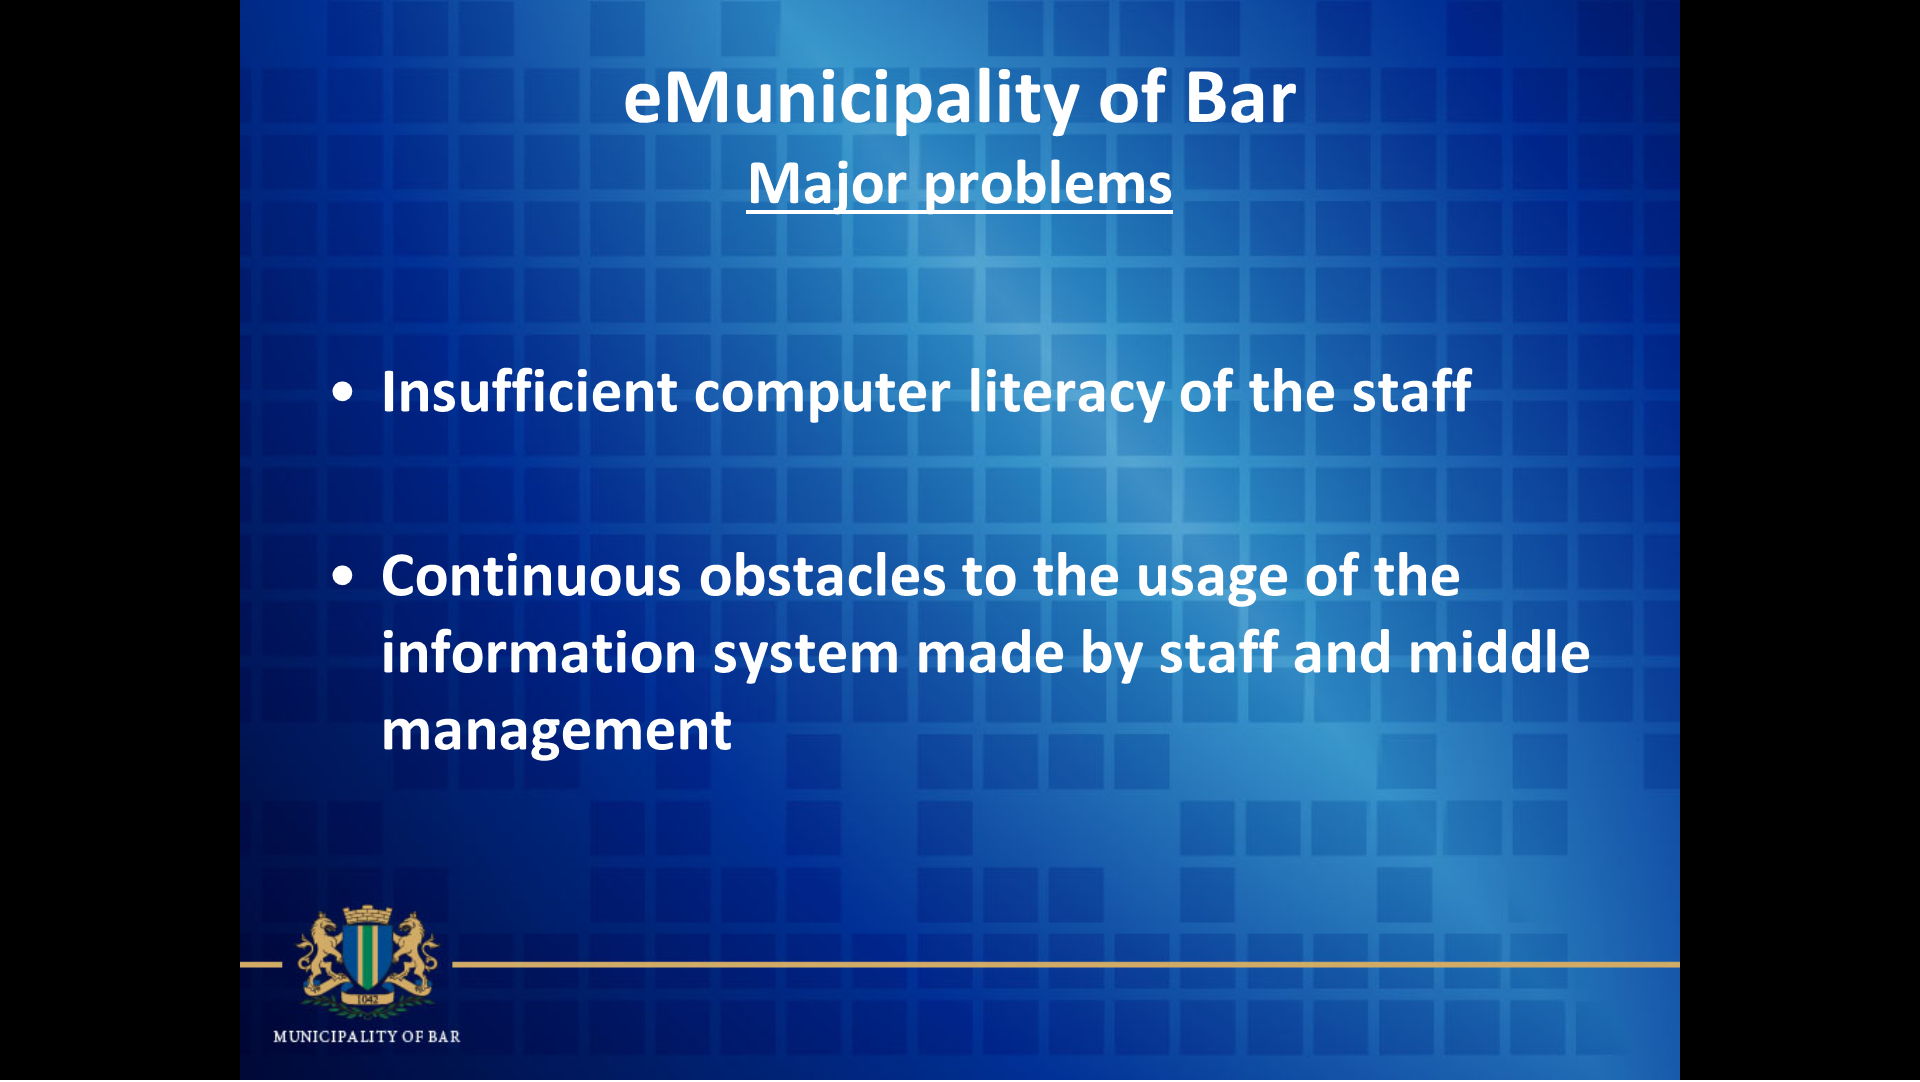 eMunicipality of Bar
Major problems
• Insufficient computer literacy of the staff
• Continuous obstacles to the usage of the
information system made by staff and middle
management
1042
MUNICIPALITY OF BAR